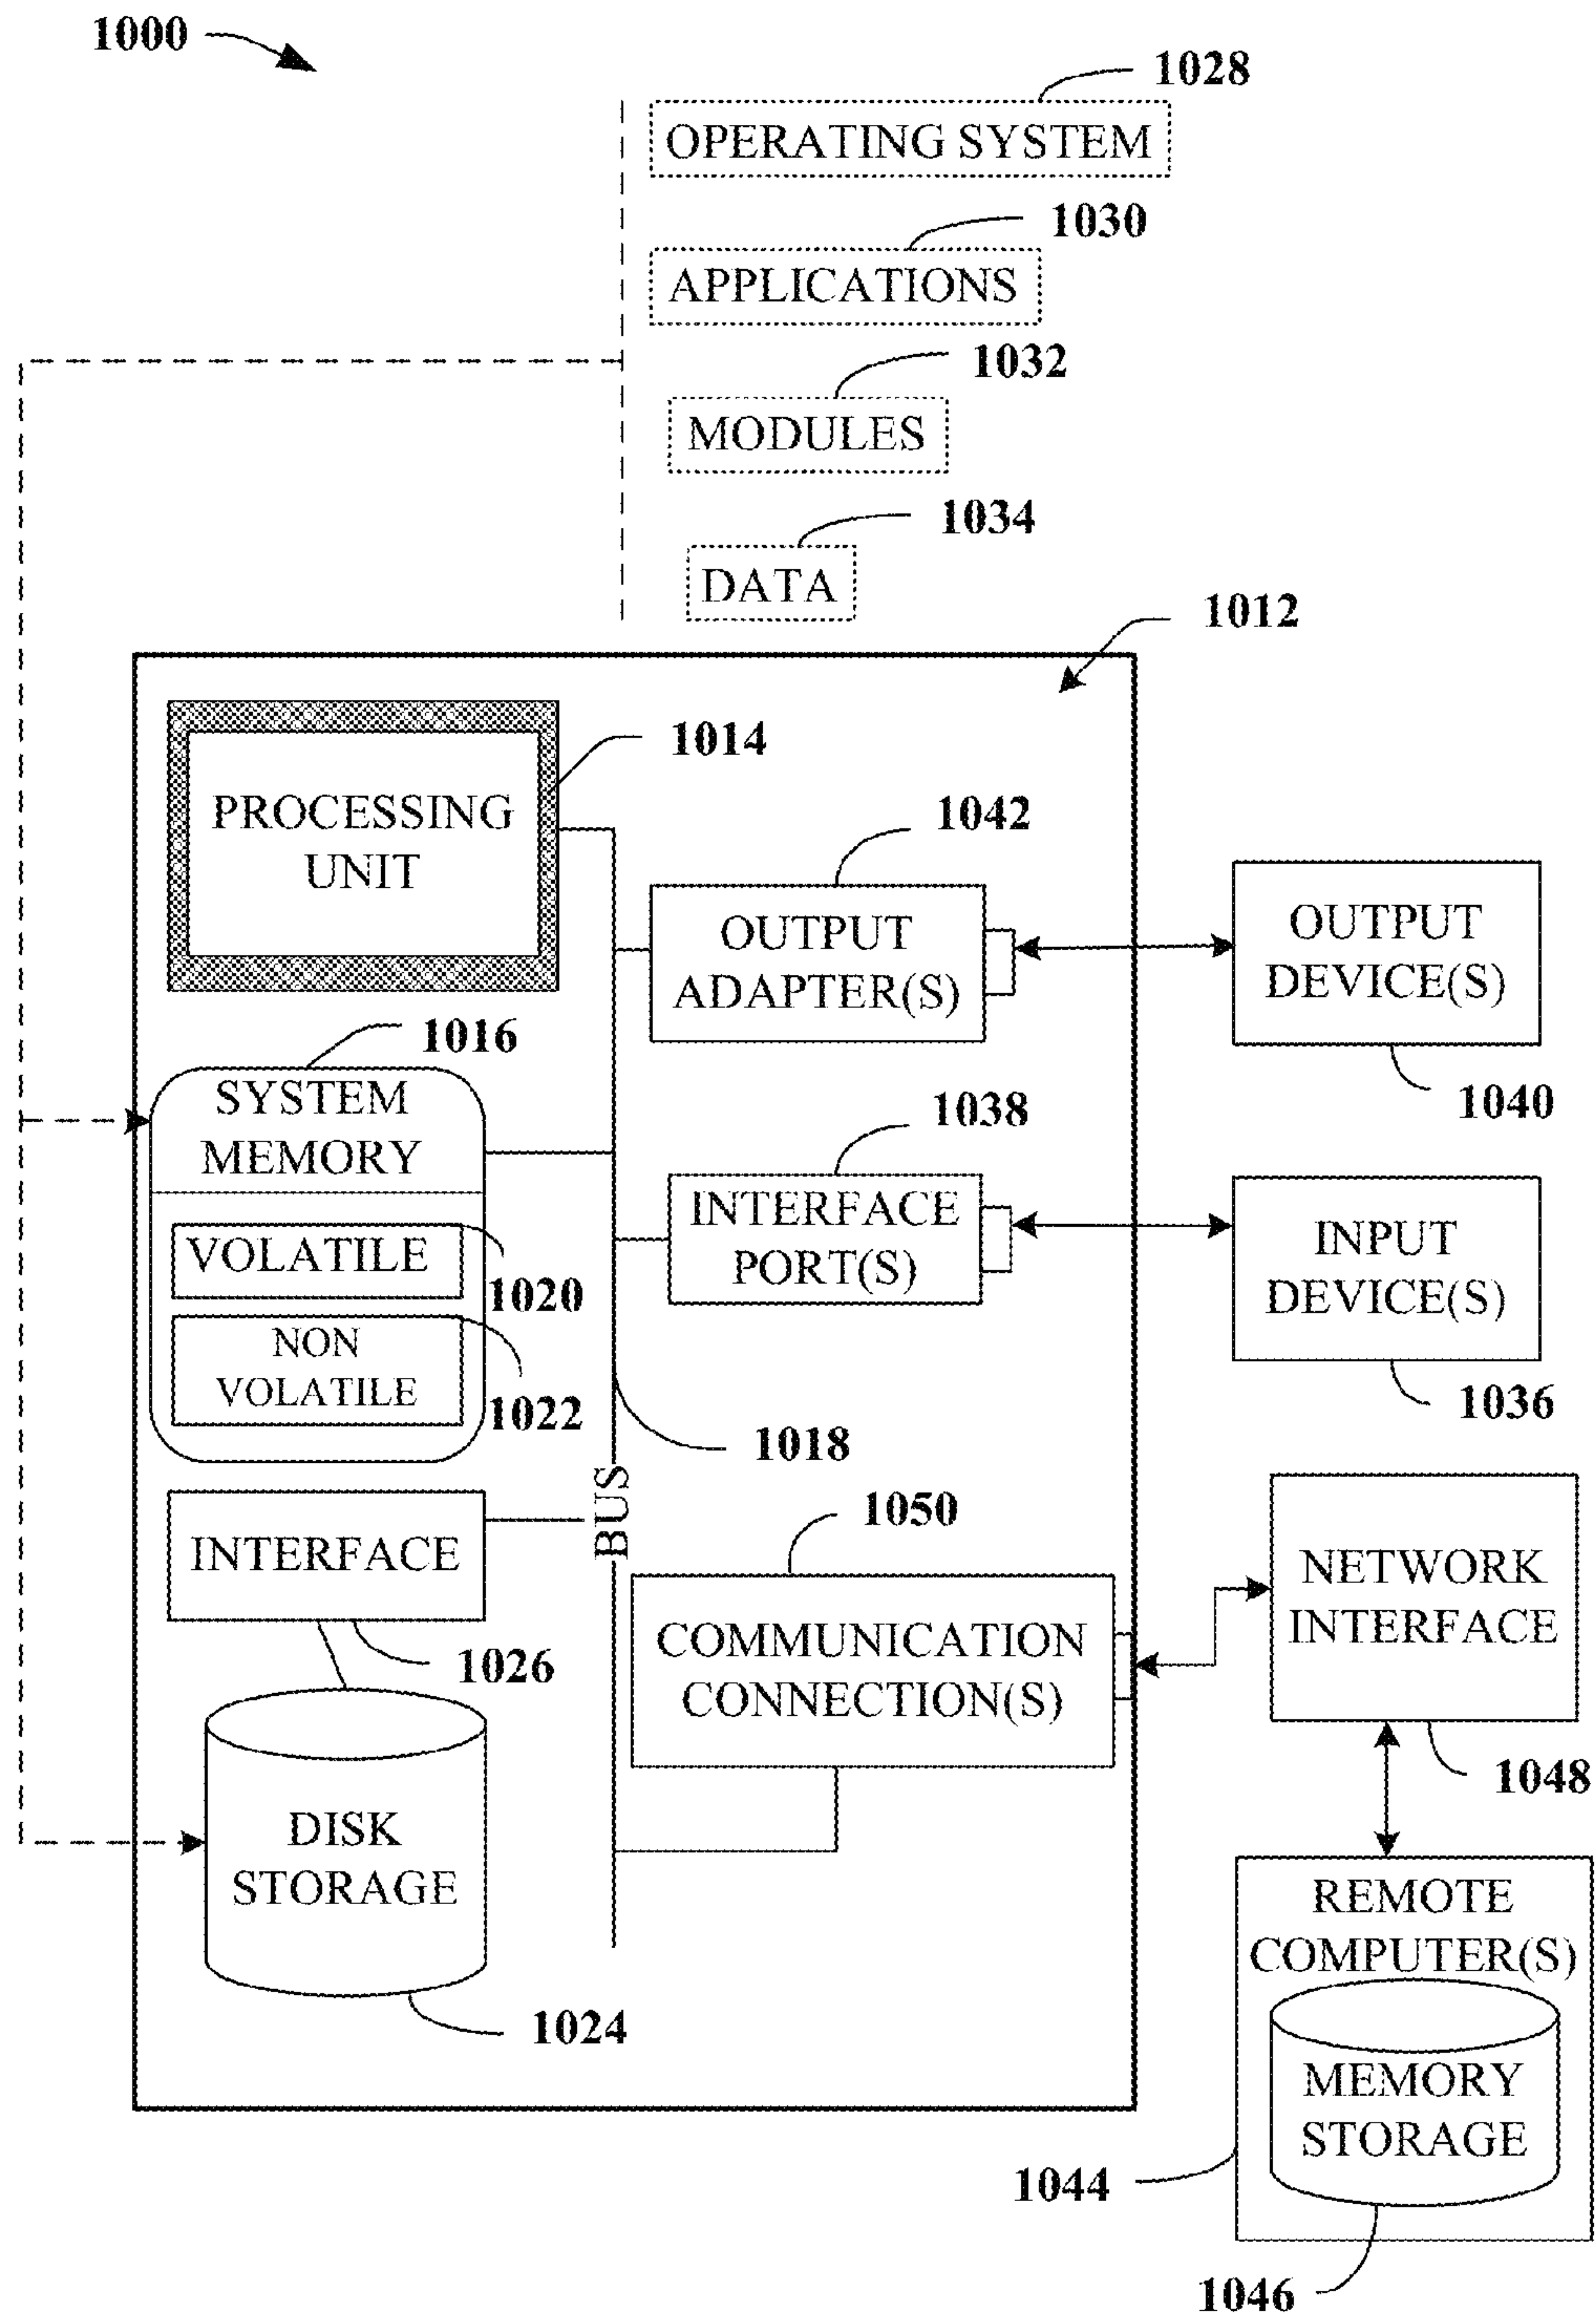 1000
1028
OPERATING SYSTEM
1030
APPLICATIONS
1032
MODULES
1034
DATA
1012
1014
PROCESSING
UNIT
1042
OUTPUT
ADAPTER(S)
OUTPUT
DEVICE(S)
1040
1016
SYSTEM
MEMORY
VOLATILE
1020
NON
VOLATILE
1022
1038
INTERFACE
PORT(S)
INPUT
DEVICE(S)
1036
1018
BUS
INTERFACE
1026
1050
COMMUNICATION
CONNECTION(S)
NETWORK
INTERFACE
1048
DISK
STORAGE
1024
REMOTE
COMPUTER(S)
MEMORY
STORAGE
1044
1046